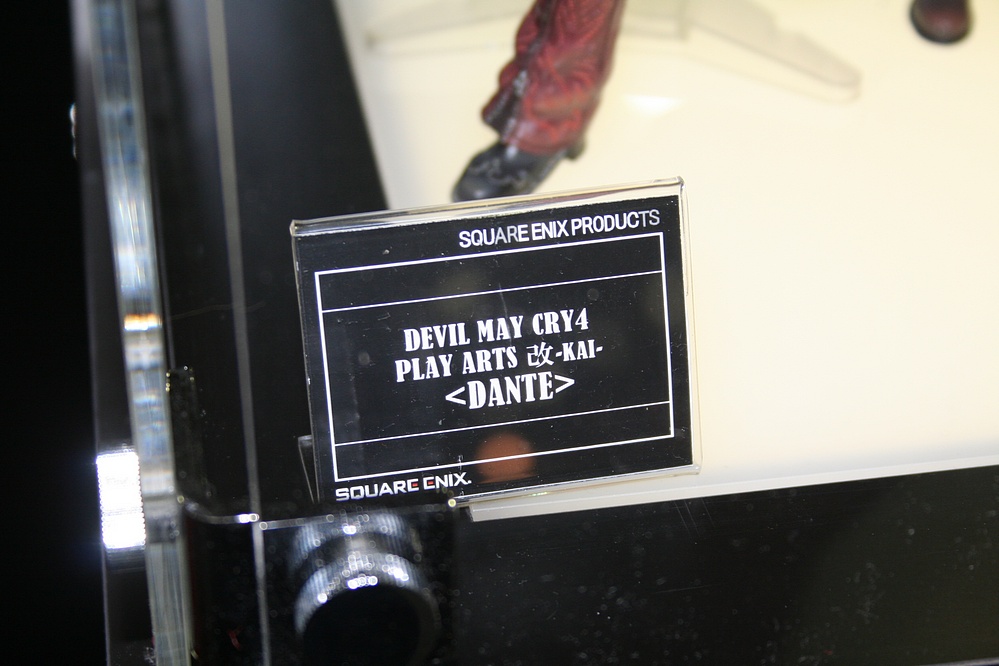 SQUARE ENIX PRODUCTS
DEVIL MAY CRY4
PLAY ARTS 改-KAI-
<DANTE>
SQUARE ENIX.